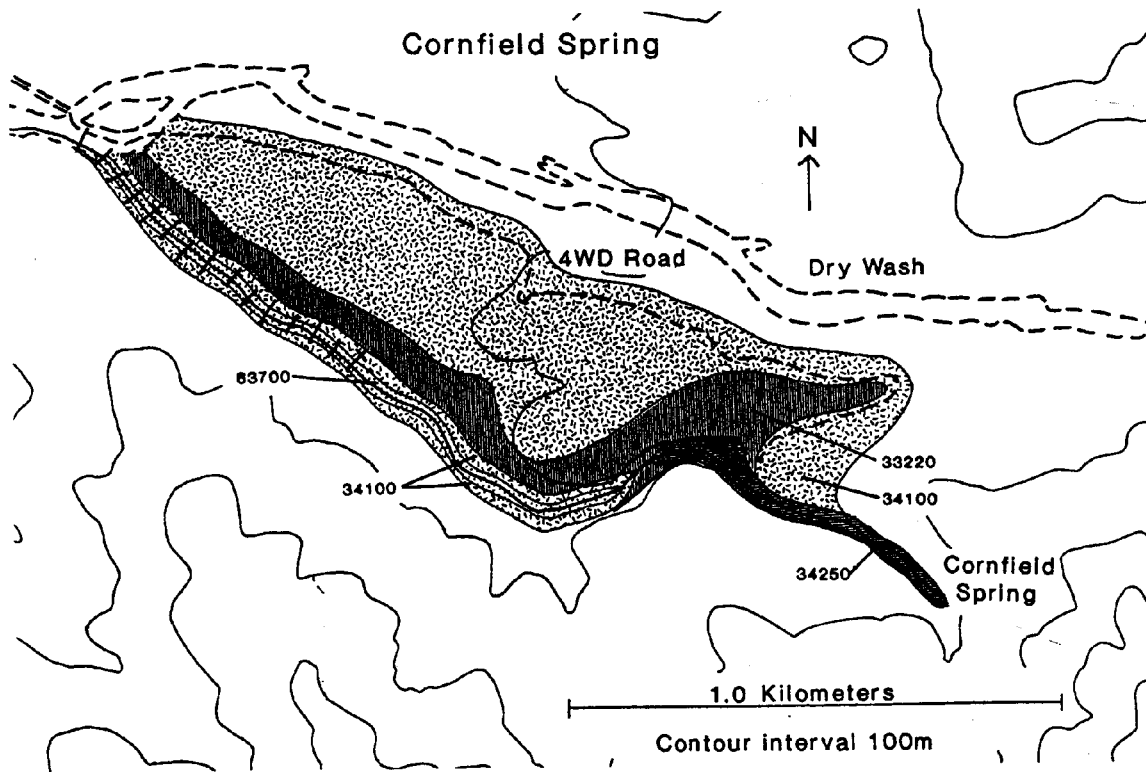 Cornfield Spring
N
4WD Road
Dry Wash
63700
34100
33220
34100
34250
Cornfield
Spring
1.0 Kilometers
Contour interval 100m